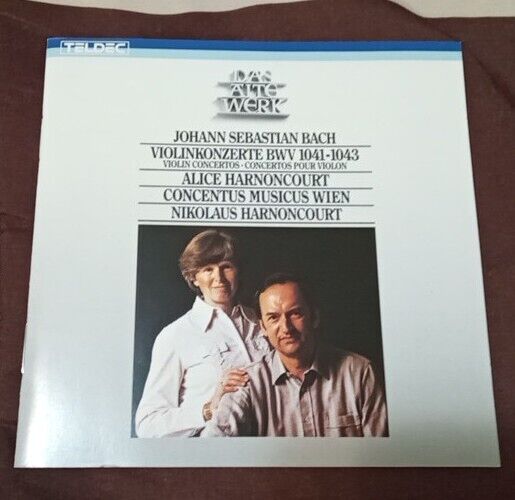 TELDEC
DAS
ALTE
WERK
JOHANN SEBASTIAN BACH
VIOLINKONZERTE BWV 1041-1043
VIOLIN CONCERTOS · CONCERTOS POUR VIOLON
ALICE HARNONCOURT
CONCENTUS MUSICUS WIEN
NIKOLAUS HARNONCOURT